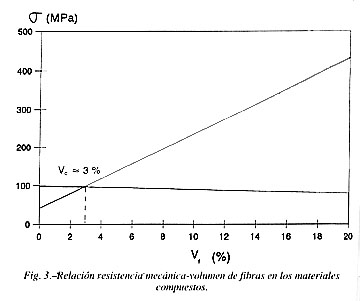 σ (MPa)
500
400
300
200
100
0
Vc ≃ 3 %
0 2 4 6 8 10 12 14 16 18 20
Vf (%)
Fig. 3.–Relación resistencia mecánica-volumen de fibras en los materiales
compuestos.